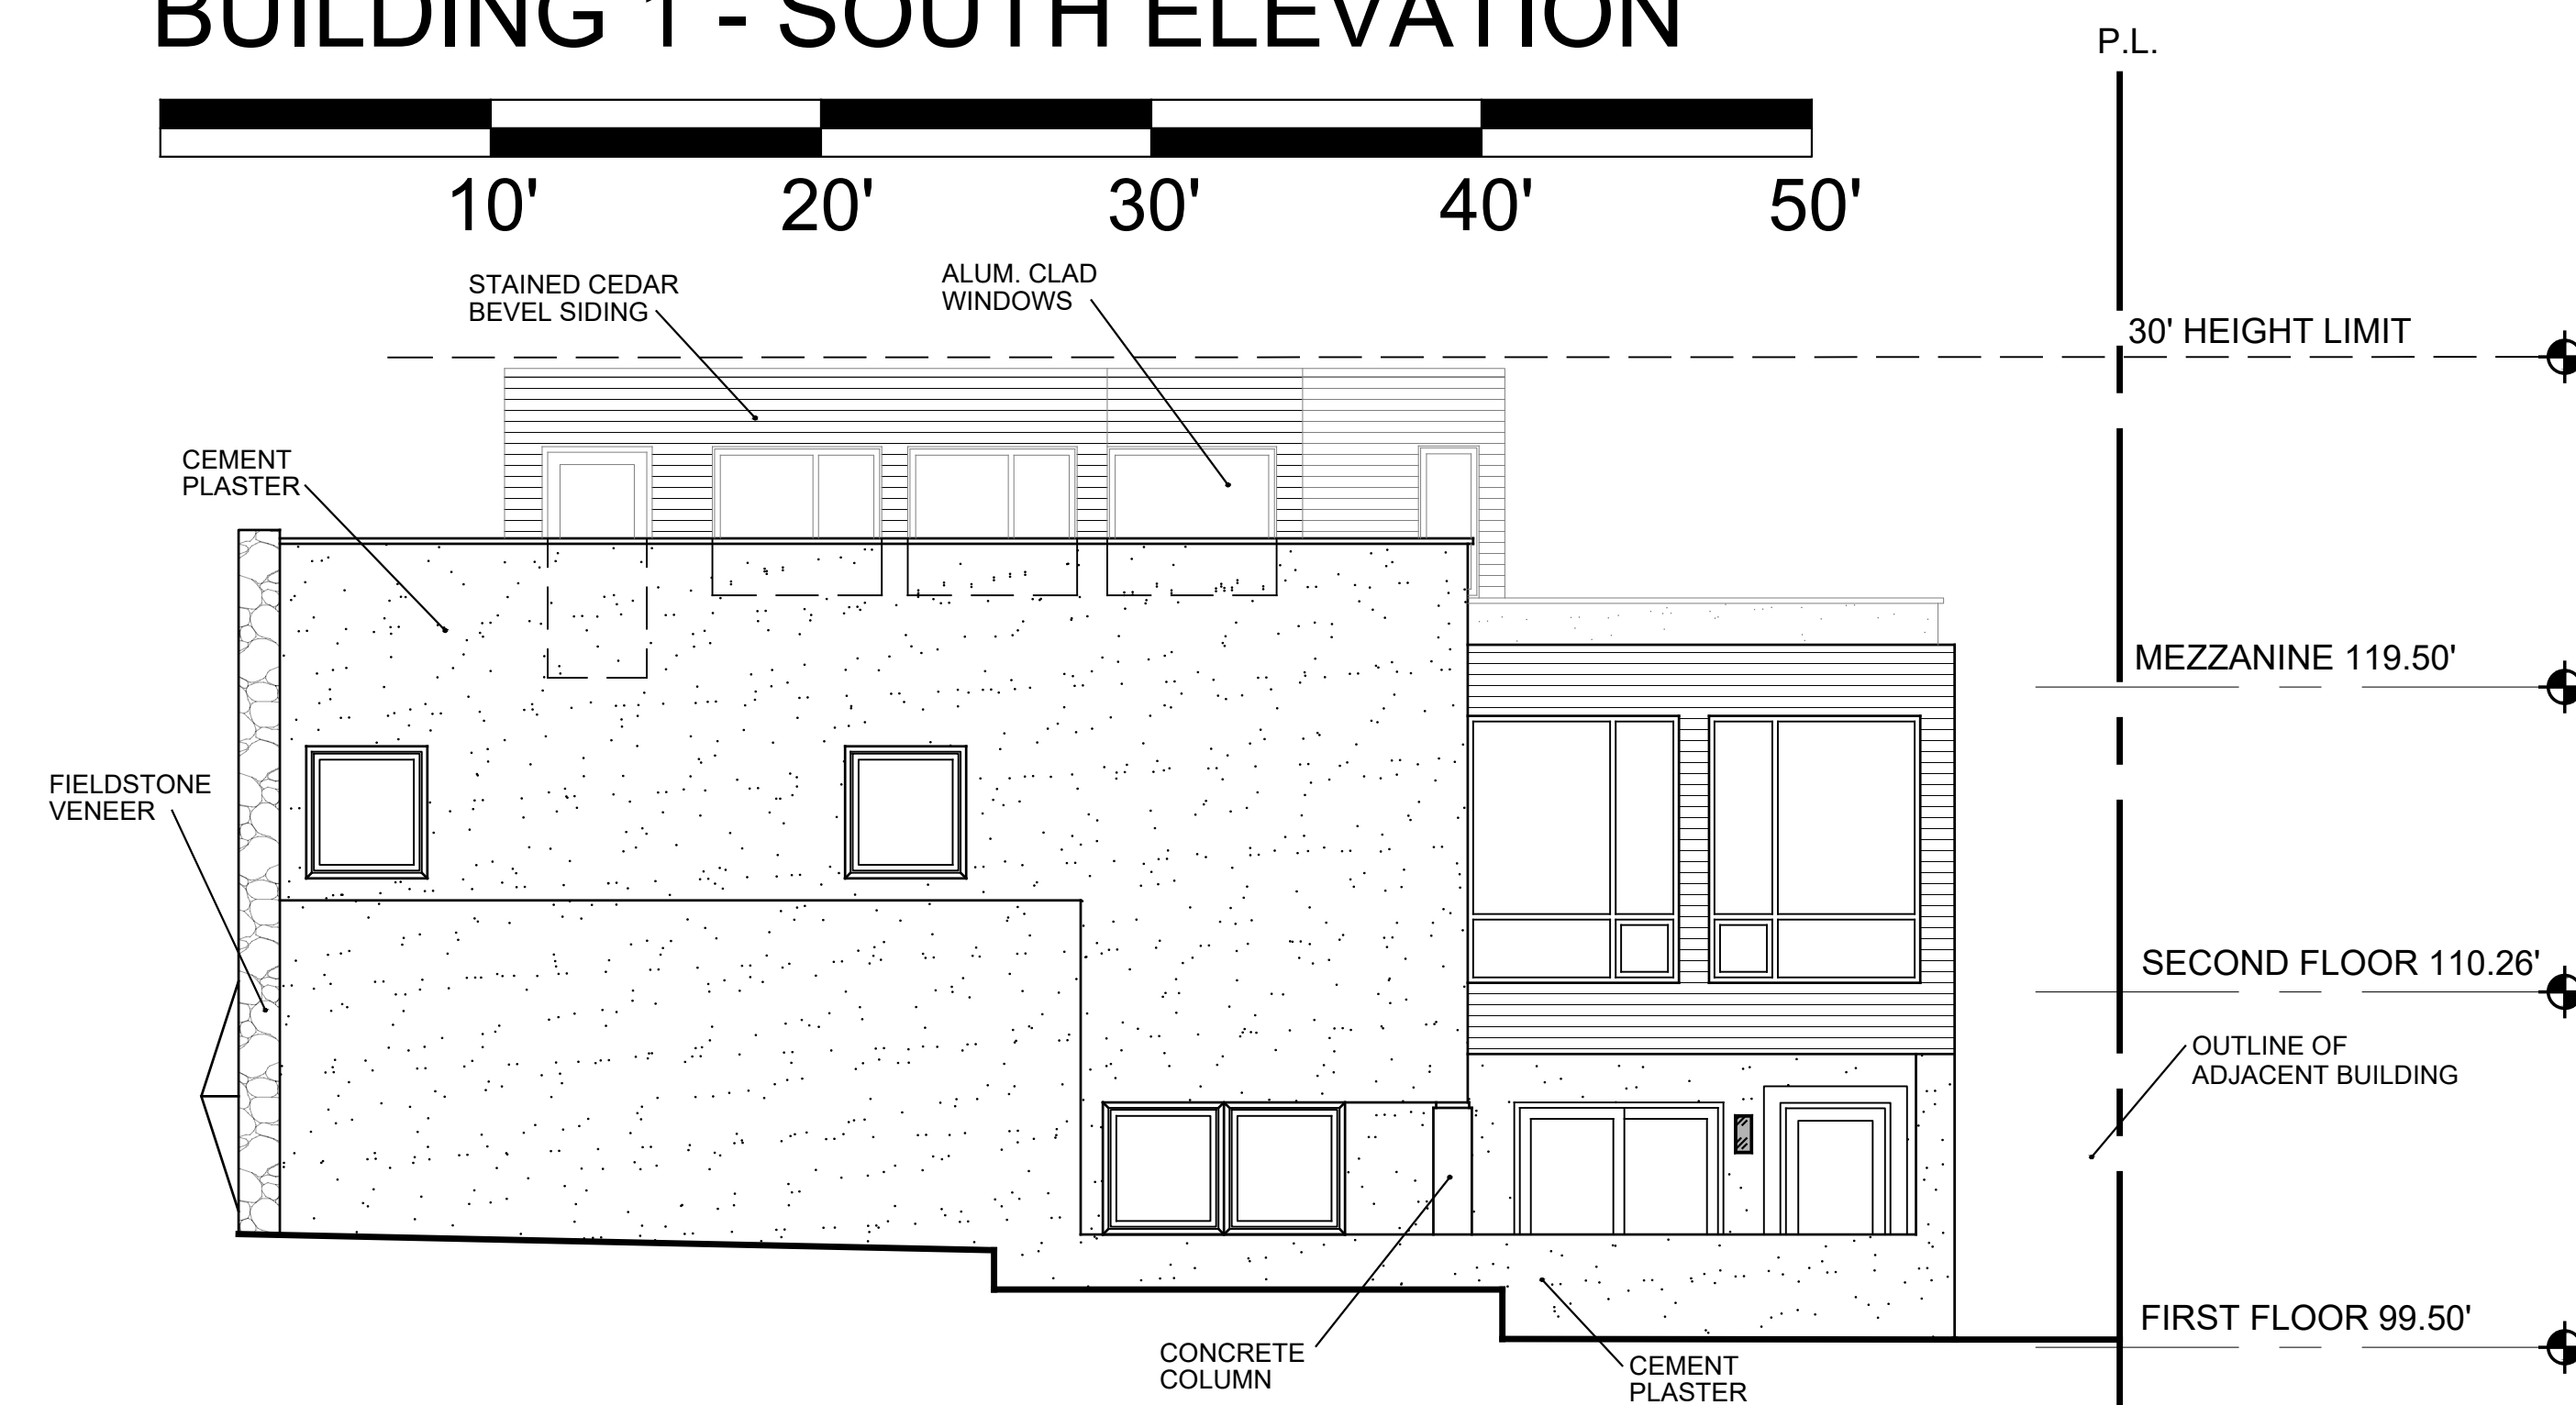 BUILDING 1 - SOUTH ELEVATION
P.L.
10' 20' 30' 40' 50'
STAINED CEDAR
BEVEL SIDING
ALUM. CLAD
WINDOWS
30' HEIGHT LIMIT
CEMENT
PLASTER
MEZZANINE 119.50'
FIELDSTONE
VENEER
SECOND FLOOR 110.26'
OUTLINE OF
ADJACENT BUILDING
FIRST FLOOR 99.50'
CONCRETE
COLUMN
CEMENT
PLASTER